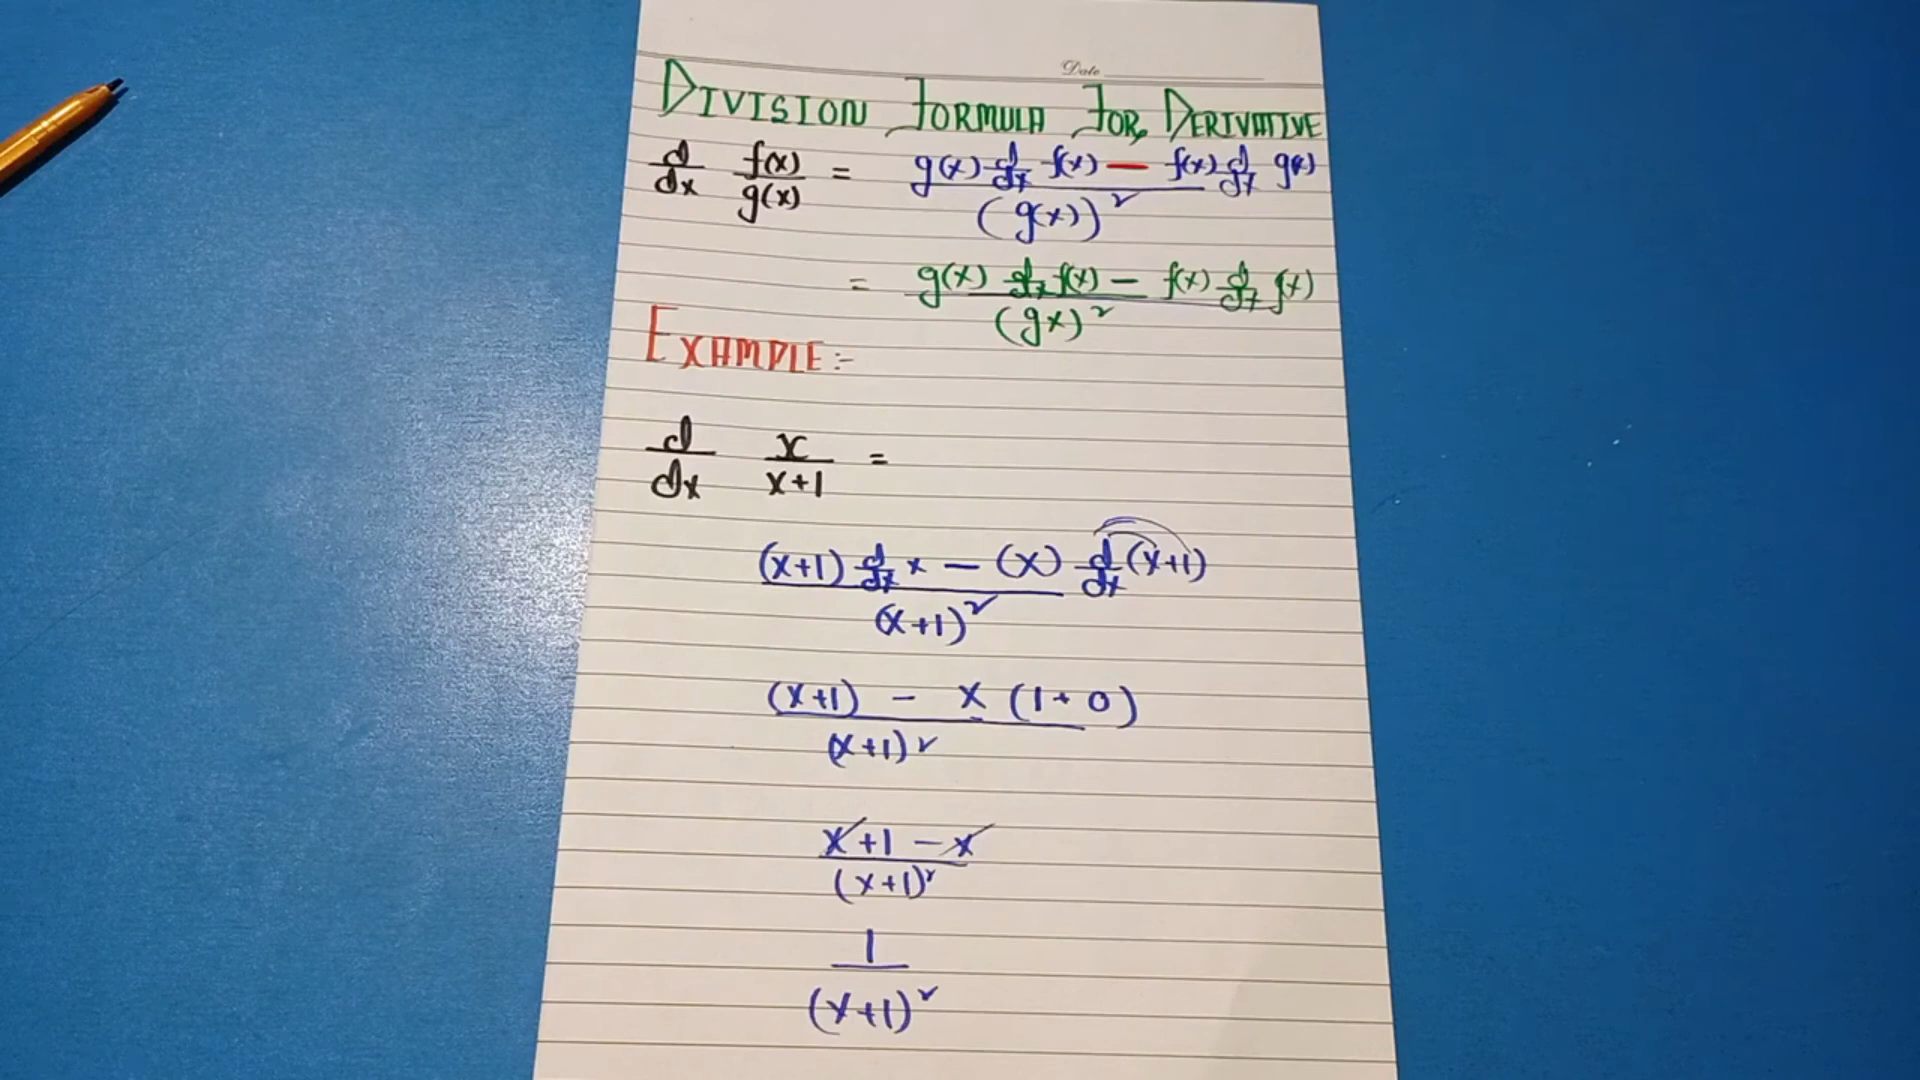 Date
DIVISION FORMULA FOR DERIVATIVE
d/dx f(x)/g(x) = (g(x) d/dx f(x) — f(x) d/dx g(x))/(g(x))²
= (g(x) d/dx f(x) - f(x) d/dx f(x))/(gx)²
EXAMPLE:-
d/dx x/(x+1) =
((x+1) d/dx x - (x) d/dx (x+1))/(x+1)²
((x+1) - x (1+0))/(x+1)²
(x+1-x)/(x+1)²
1/(x+1)²